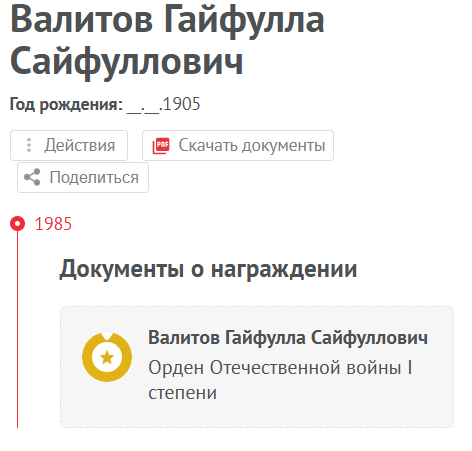 Валитов Гайфулла
Сайфуллович
Год рождения: __.__.1905
Действия
PDF Скачать документы
Поделиться
1985
Документы о награждении
Валитов Гайфулла Сайфуллович
Орден Отечественной войны I
степени